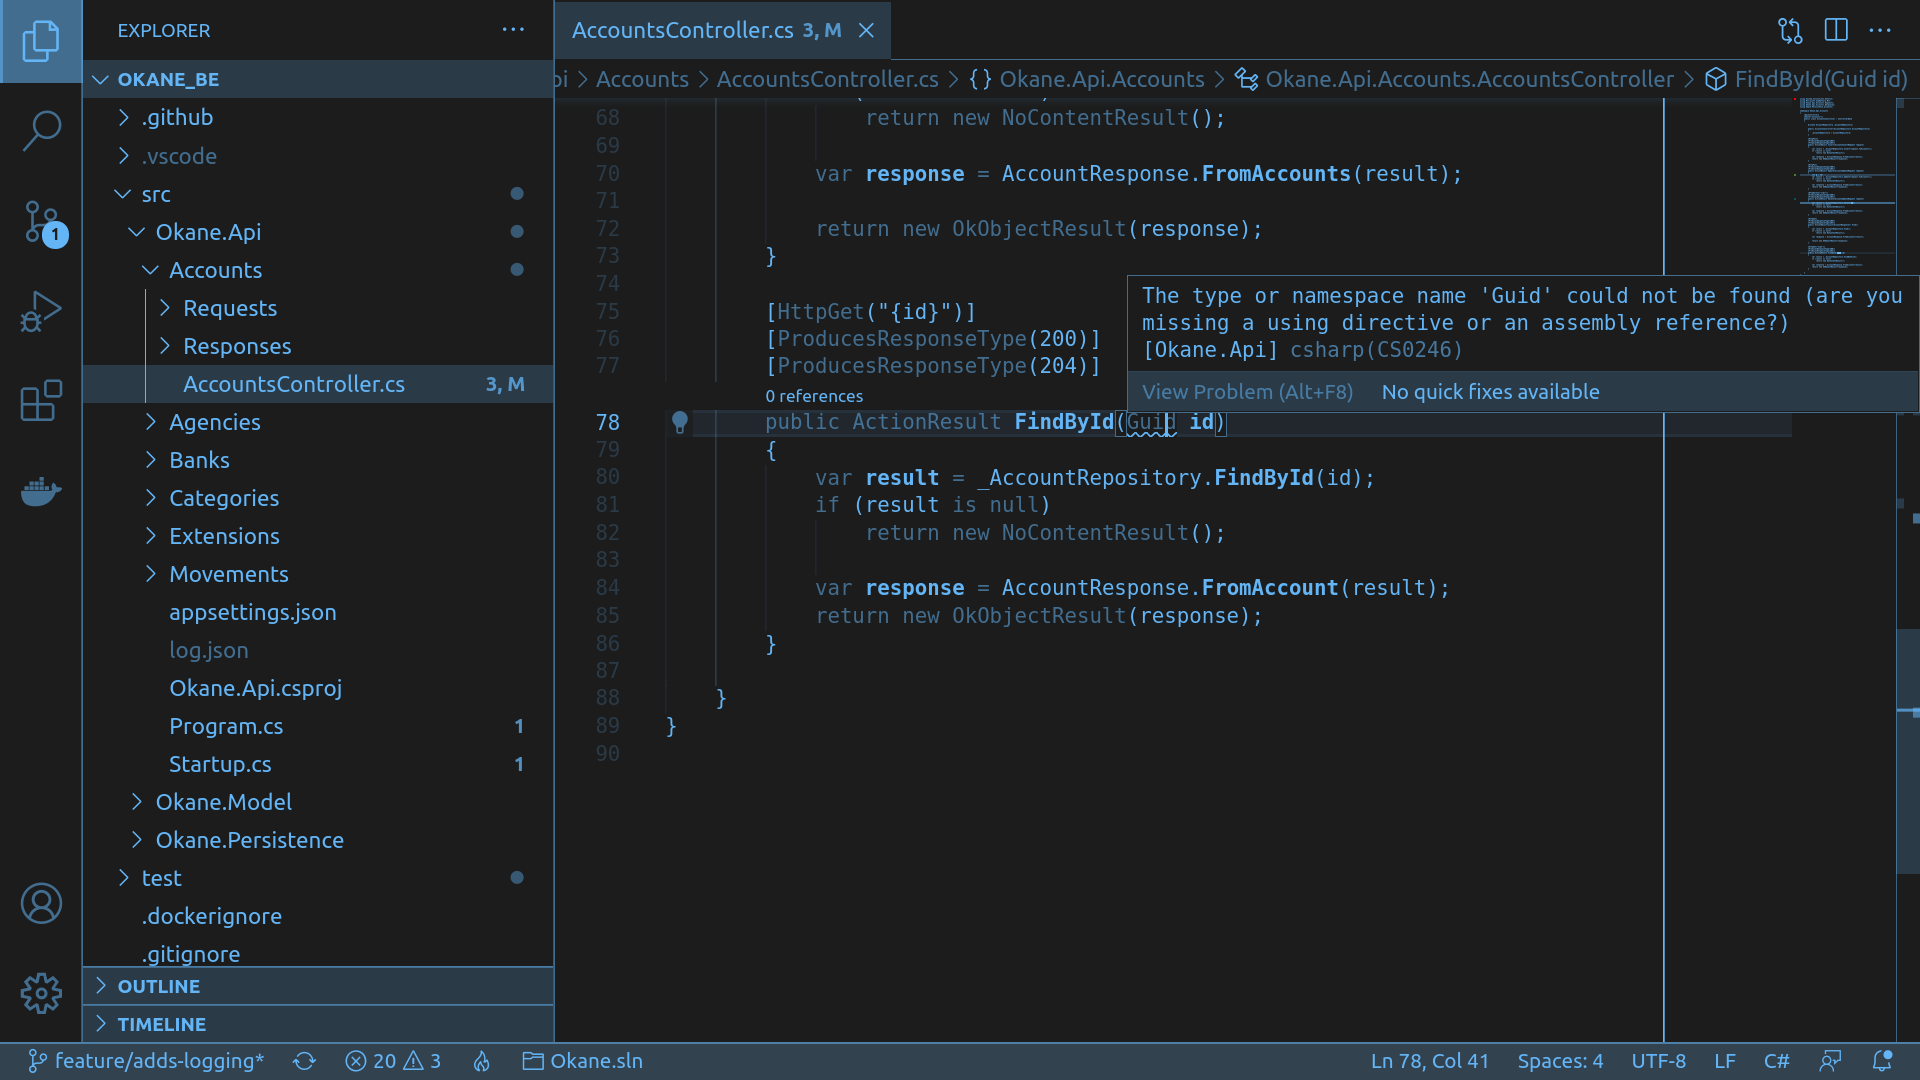 EXPLORER
OKANE_BE
.github
.vscode
src
Okane.Api
Accounts
Requests
Responses
AccountsController.cs 3, M
Agencies
Banks
Categories
Extensions
Movements
appsettings.json
log.json
Okane.Api.csproj
Program.cs 1
Startup.cs 1
Okane.Model
Okane.Persistence
test
.dockerignore
.gitignore
OUTLINE
TIMELINE
1
AccountsController.cs 3, M
Accounts > AccountsController.cs > {} Okane.Api.Accounts > Okane.Api.Accounts.AccountsController > FindById(Guid id)
68 return new NoContentResult();
69
70 var response = AccountResponse.FromAccounts(result);
71
72 return new OkObjectResult(response);
73 }
74
75 [HttpGet("{id}")]
76 [ProducesResponseType(200)]
77 [ProducesResponseType(204)]
0 references
78 public ActionResult FindById(Guid id)
79 {
80 var result = _AccountRepository.FindById(id);
81 if (result is null)
82 return new NoContentResult();
83
84 var response = AccountResponse.FromAccount(result);
85 return new OkObjectResult(response);
86 }
87
88 }
89 }
90
The type or namespace name 'Guid' could not be found (are you
missing a using directive or an assembly reference?)
[Okane.Api] csharp(CS0246)
View Problem (Alt+F8) No quick fixes available
feature/adds-logging* 20 3 Okane.sln Ln 78, Col 41 Spaces: 4 UTF-8 LF C#